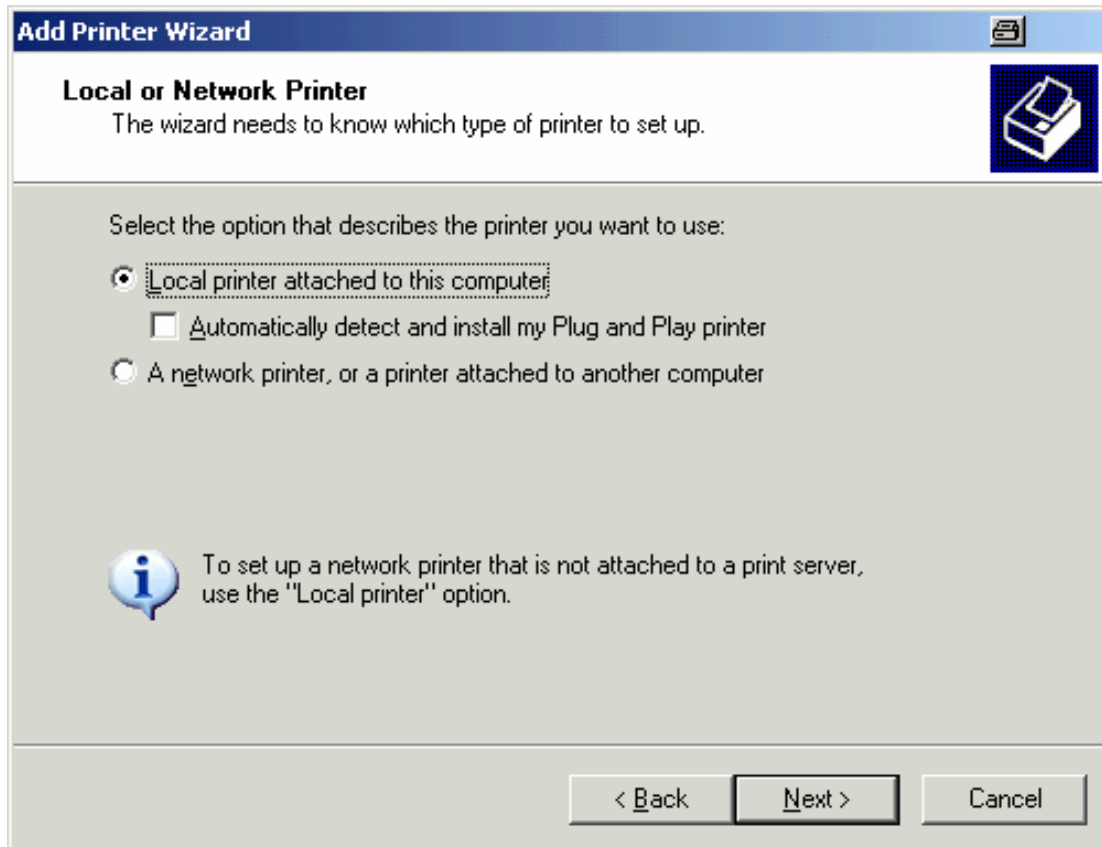 Add Printer Wizard
Local or Network Printer
The wizard needs to know which type of printer to set up.
Select the option that describes the printer you want to use:
Local printer attached to this computer
Automatically detect and install my Plug and Play printer
A network printer, or a printer attached to another computer
To set up a network printer that is not attached to a print server,
use the "Local printer" option.
< Back
Next >
Cancel